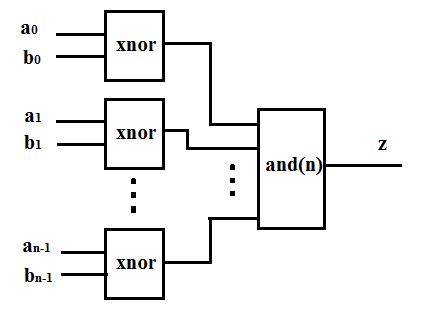 a0
xnor
b0
a1
xnor
b1
z
and(n)
an-1
xnor
bn-1